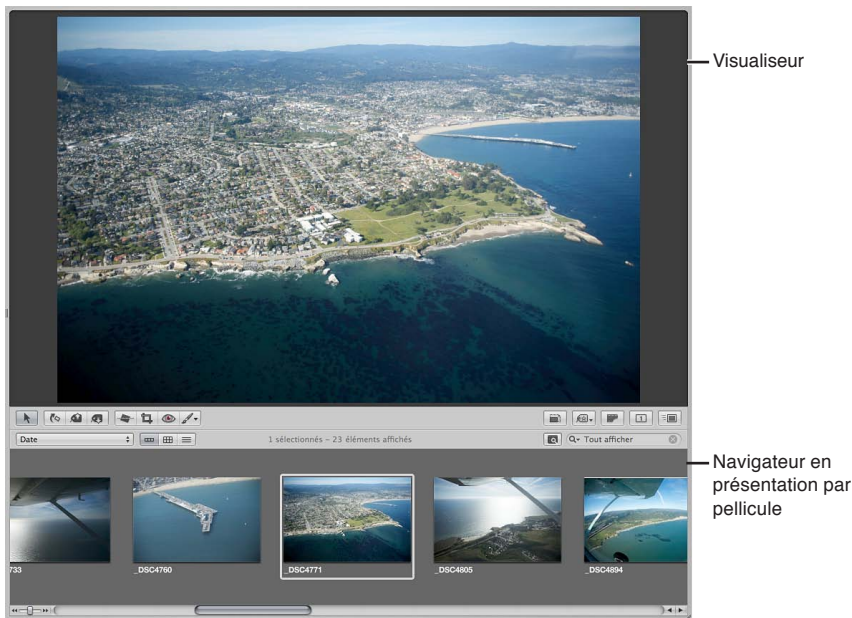 Visualiseur
Date
1 sélectionnés – 23 éléments affichés
Tout afficher
Navigateur en
présentation par
pellicule
733
_DSC4760
_DSC4771
_DSC4805
_DSC4894